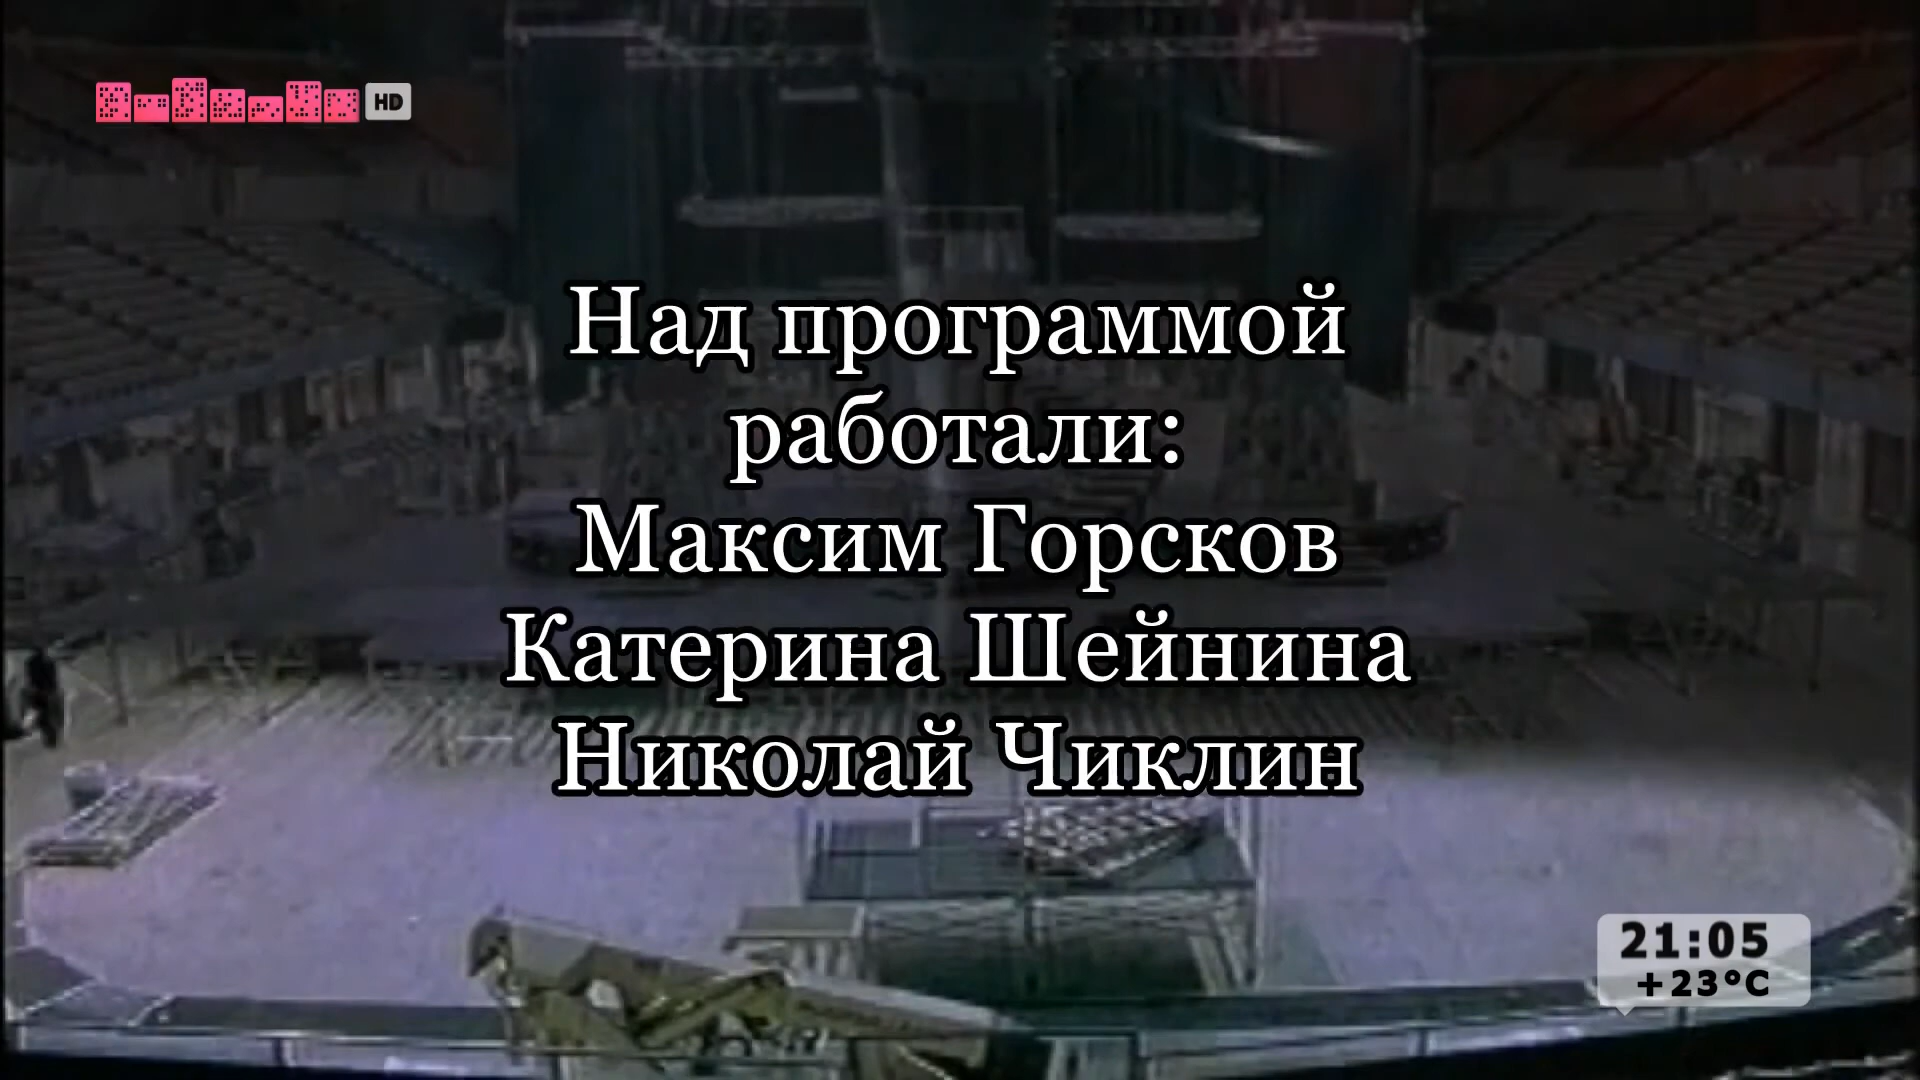 HD
Над программой
работали:
Максим Горсков
Катерина Шейнина
Николай Чиклин
21:05
+23°C